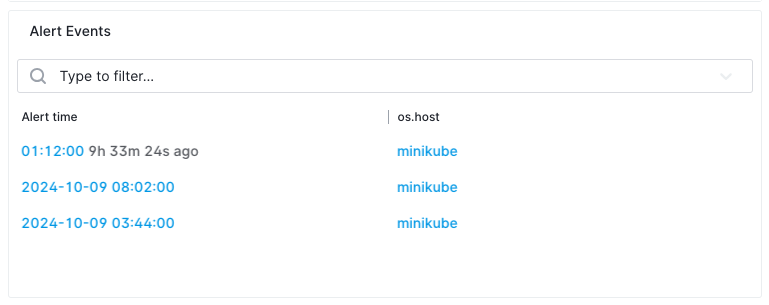 Alert Events
Type to filter...
Alert time os.host
01:12:00 9h 33m 24s ago minikube
2024-10-09 08:02:00 minikube
2024-10-09 03:44:00 minikube